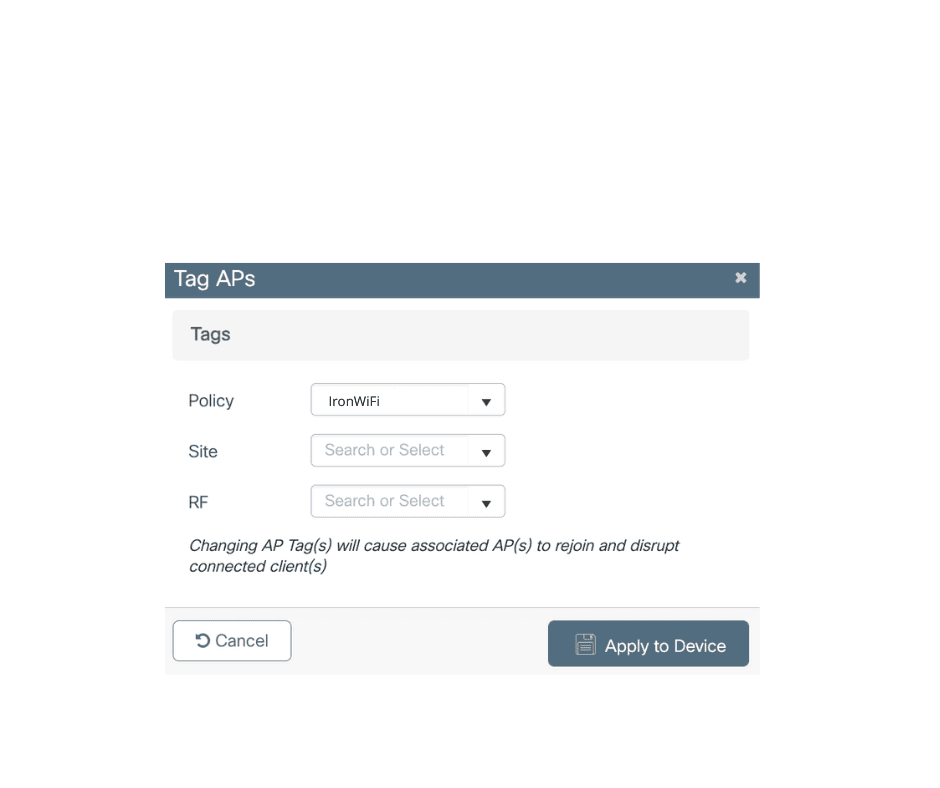 Tag APs
Tags
Policy IronWiFi
Site Search or Select
RF Search or Select
Changing AP Tag(s) will cause associated AP(s) to rejoin and disrupt
connected client(s)
Cancel Apply to Device